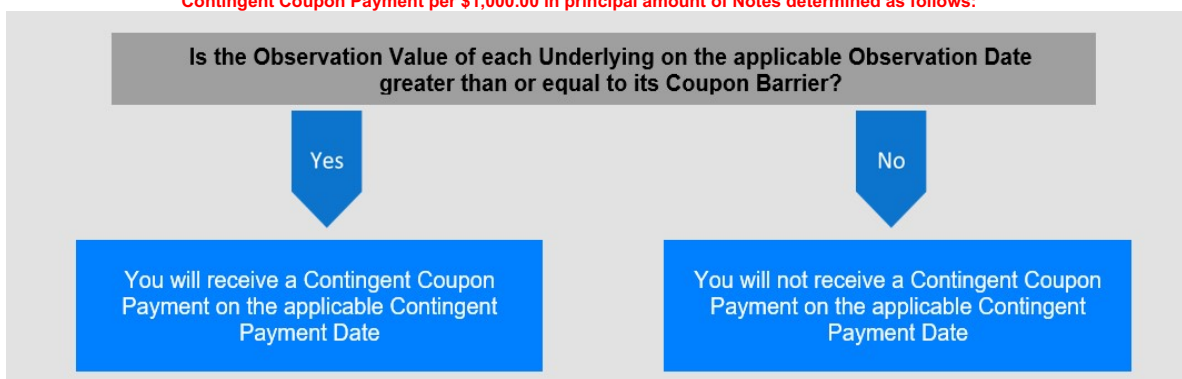 Contingent Coupon Payment per $1,000.00 in principal amount of Notes determined as follows:
Is the Observation Value of each Underlying on the applicable Observation Date
greater than or equal to its Coupon Barrier?
Yes
No
You will receive a Contingent Coupon
Payment on the applicable Contingent
Payment Date
You will not receive a Contingent Coupon
Payment on the applicable Contingent
Payment Date